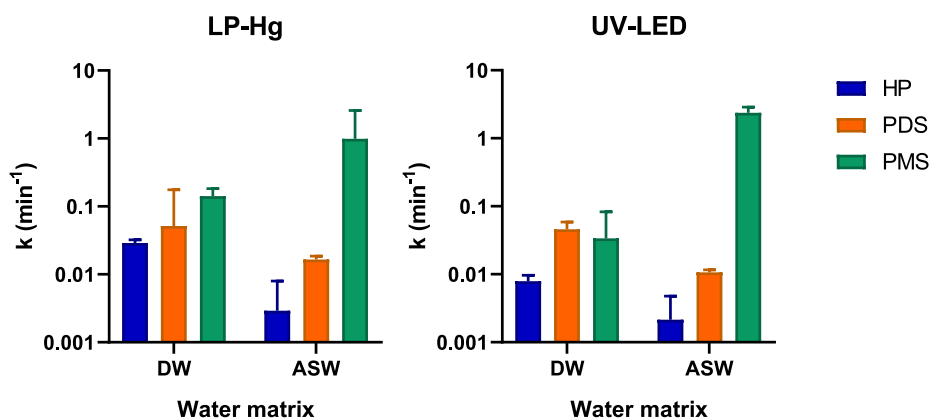 LP-Hg
k (min⁻¹)
10
1
0.1
0.01
0.001
DW
ASW
Water matrix
UV-LED
k (min⁻¹)
10
1
0.1
0.01
0.001
DW
ASW
Water matrix
HP
PDS
PMS